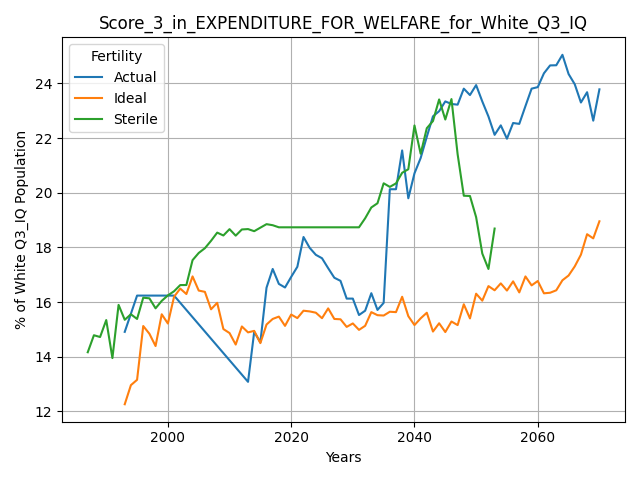 Score_3_in_EXPENDITURE_FOR_WELFARE_for_White_Q3_IQ
Fertility
Actual
Ideal
Sterile
% of White Q3_IQ Population
24
22
20
18
16
14
12
2000
2020
2040
2060
Years